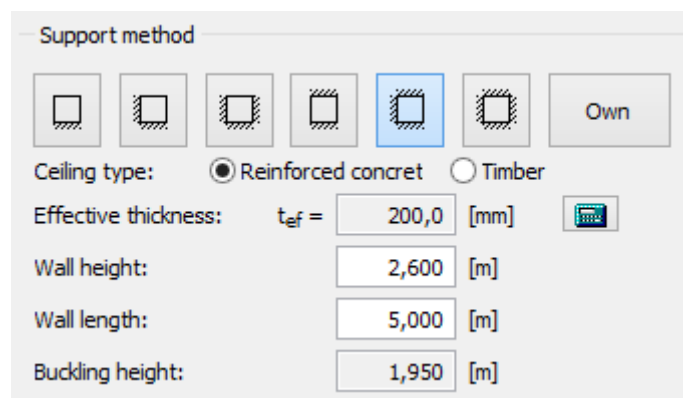 Support method
Own
Ceiling type: Reinforced concret Timber
Effective thickness: tef = 200,0 [mm]
Wall height: 2,600 [m]
Wall length: 5,000 [m]
Buckling height: 1,950 [m]